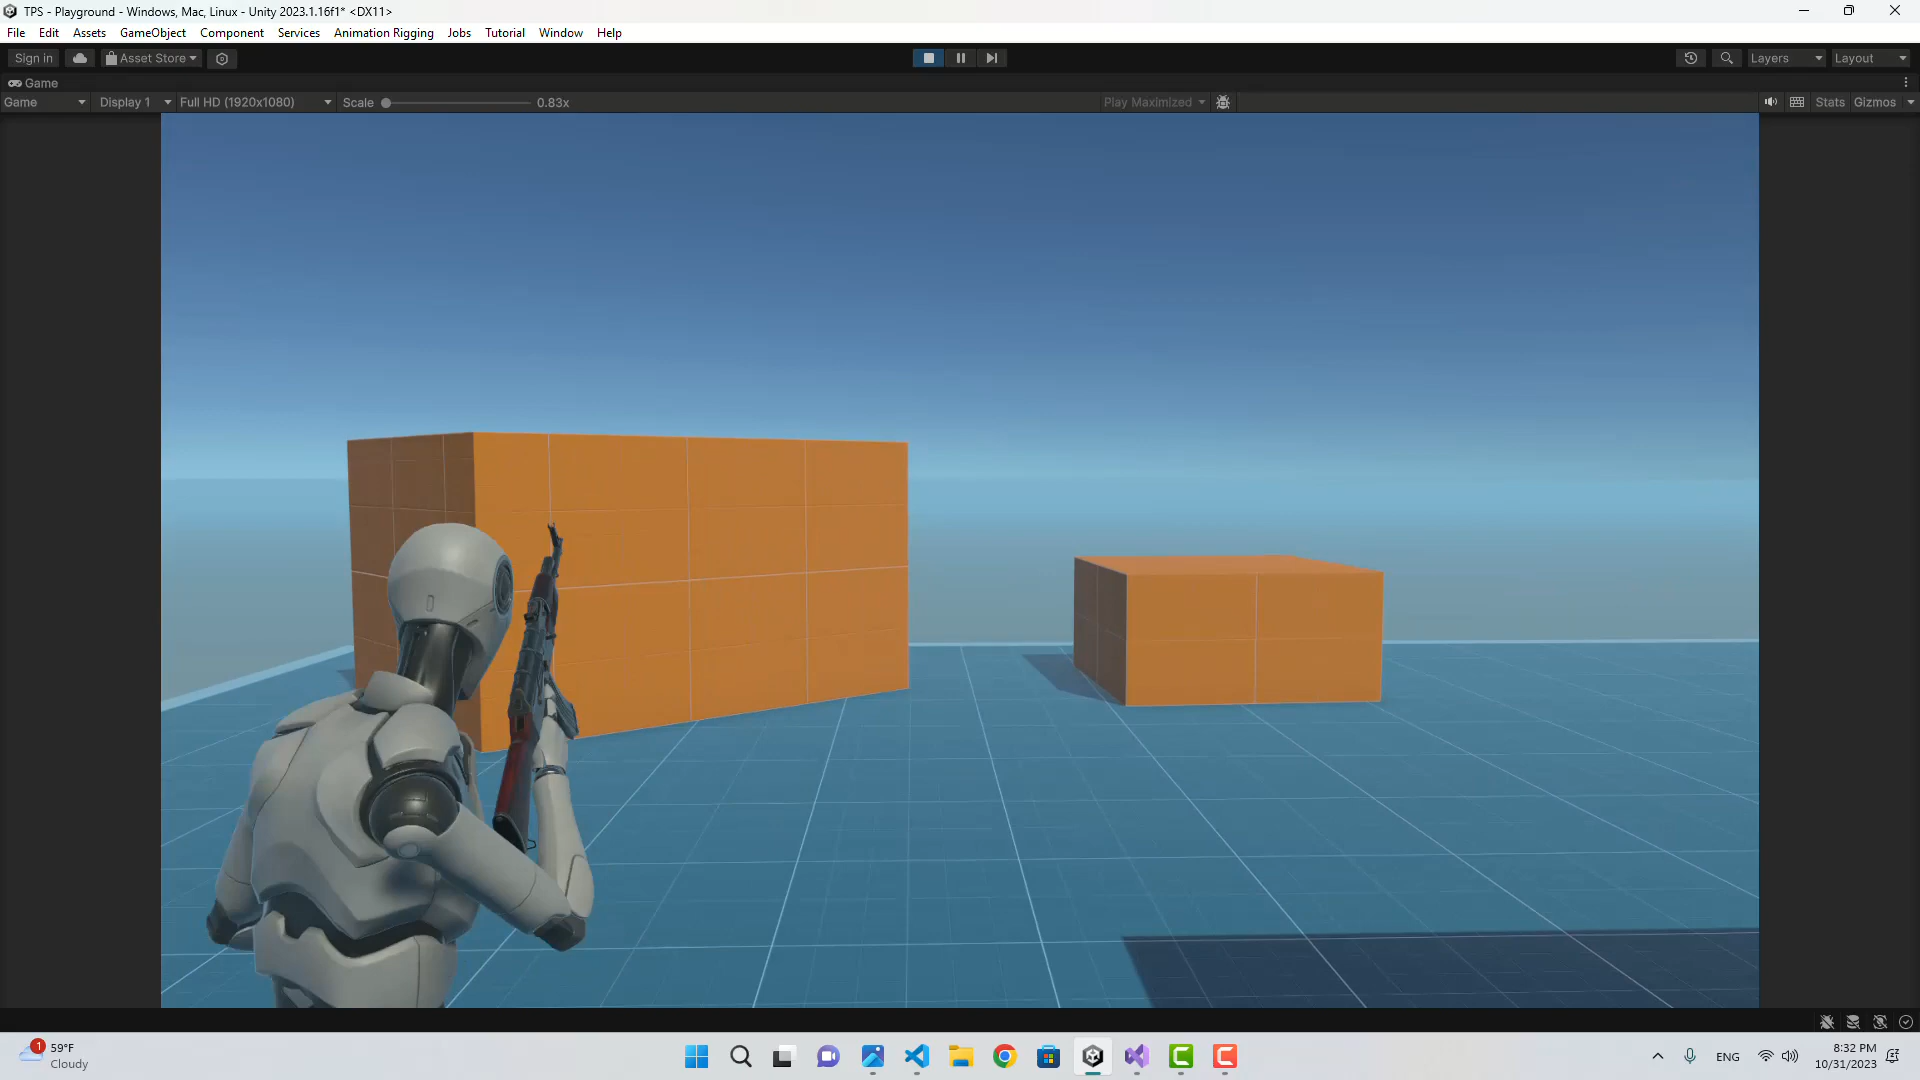 TPS - Playground - Windows, Mac, Linux - Unity 2023.1.16f1* <DX11>
File Edit Assets GameObject Component Services Animation Rigging Jobs Tutorial Window Help
Sign in Asset Store Layers Layout
Game
Game Display 1 Full HD (1920x1080) Scale 0.83x Play Maximized Stats Gizmos
1 59°F
Cloudy
ENG
8:32 PM
10/31/2023